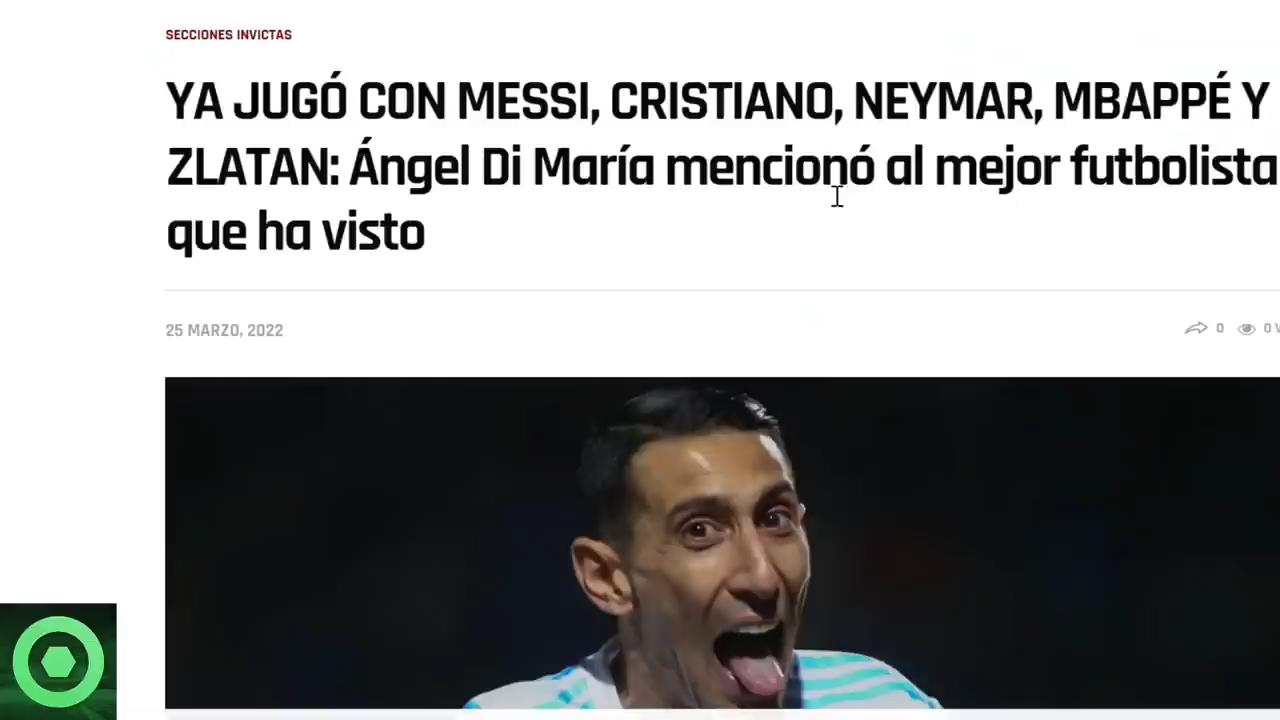 SECCIONES INVICTAS
YA JUGÓ CON MESSI, CRISTIANO, NEYMAR, MBAPPÉ Y
ZLATAN: Ángel Di María mencionó al mejor futbolista
que ha visto
25 MARZO, 2022
0
0 V